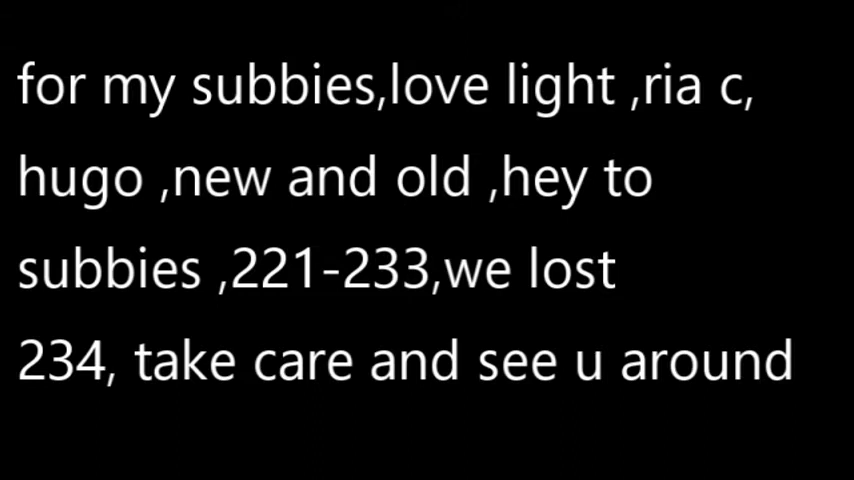 for my subbies,love light ,ria c,
hugo ,new and old ,hey to
subbies ,221-233,we lost
234, take care and see u around